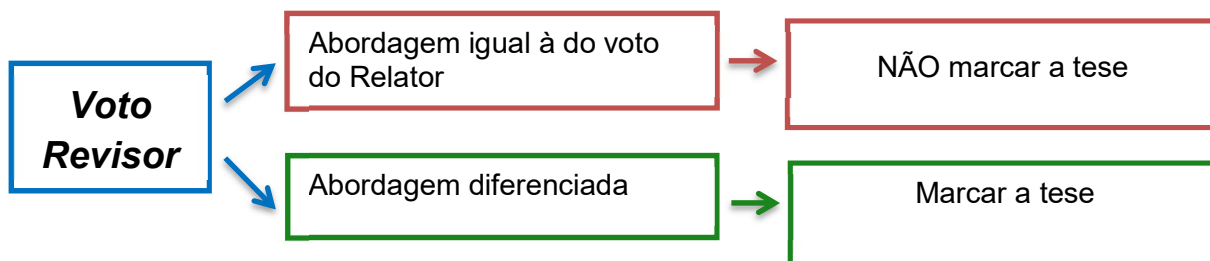 Voto
Revisor
Abordagem igual à do voto
do Relator
NÃO marcar a tese
Abordagem diferenciada
Marcar a tese